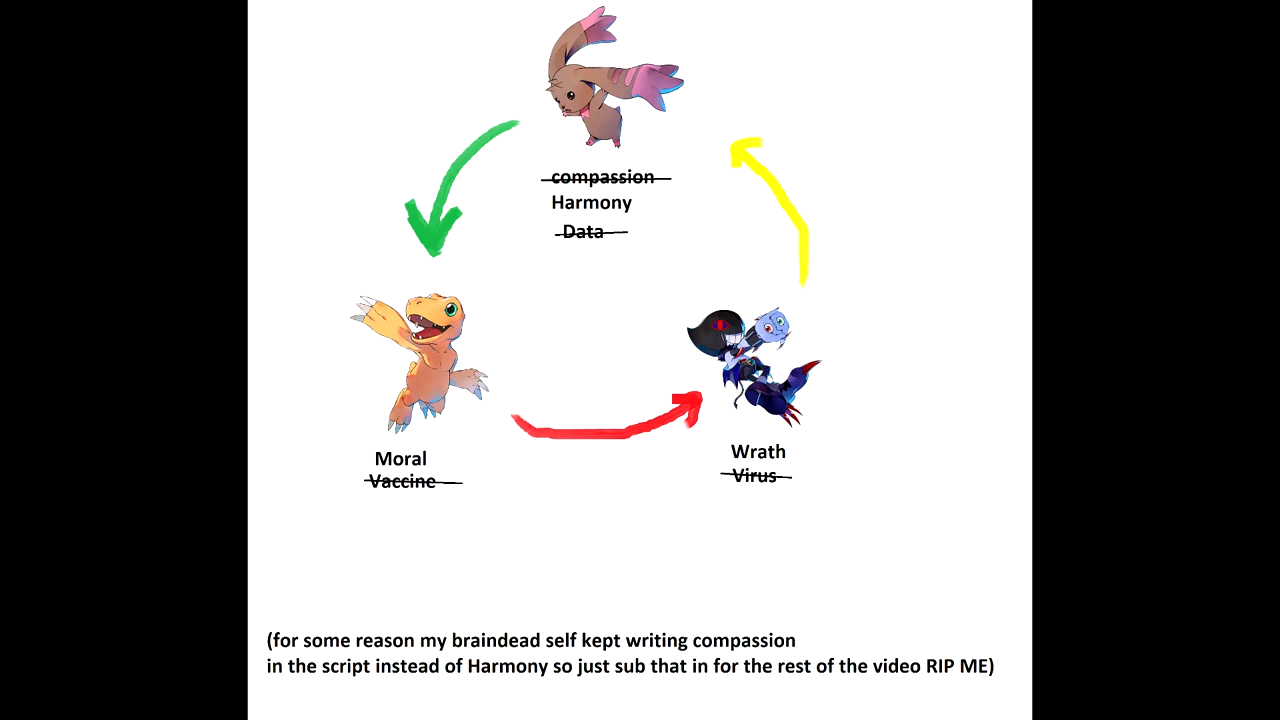 compassion
Harmony
Data
Moral
Vaccine
Wrath
Virus
(for some reason my braindead self kept writing compassion
in the script instead of Harmony so just sub that in for the rest of the video RIP ME)